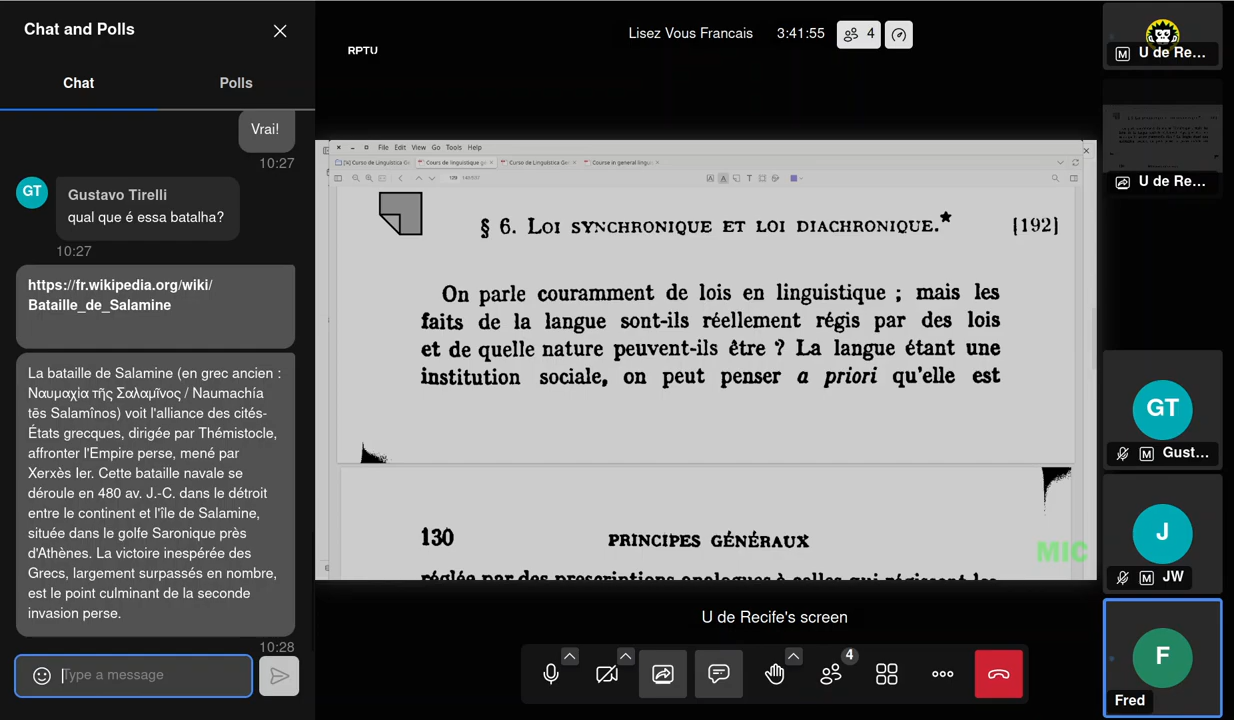 Chat and Polls
Chat
Polls
Vrai!
10:27
GT
Gustavo Tirelli
qual que é essa batalha?
10:27
https://fr.wikipedia.org/wiki/
Bataille_de_Salamine
La bataille de Salamine (en grec ancien :
Ναυμαχία τῆς Σαλαμῖνος / Naumachía
tês Salamînos) voit l'alliance des cités-
États grecques, dirigée par Thémistocle,
affronter l'Empire perse, mené par
Xerxès Ier. Cette bataille navale se
déroule en 480 av. J.-C. dans le détroit
entre le continent et l'île de Salamine,
située dans le golfe Saronique près
d'Athènes. La victoire inespérée des
Grecs, largement surpassés en nombre,
est le point culminant de la seconde
invasion perse.
10:28
Type a message
RPTU
Lisez Vous Francais
3:41:55
4
File Edit View Go Tools Help
§ 6. Loi synchronique et loi diachronique.* [192]
On parle couramment de lois en linguistique ; mais les
faits de la langue sont-ils réellement régis par des lois
et de quelle nature peuvent-ils être ? La langue étant une
institution sociale, on peut penser a priori qu'elle est
130
PRINCIPES GÉNÉRAUX
réglée par des prescriptions analogues à celles qui régissent les
MIC
U de Recife's screen
4
M
U de Re...
U de Re...
GT
M
Gust...
J
M
JW
F
Fred